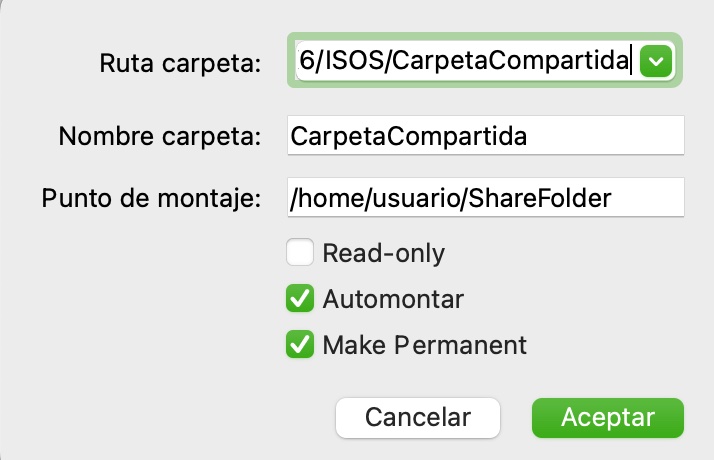 Ruta carpeta: 6/ISOS/CarpetaCompartida
Nombre carpeta: CarpetaCompartida
Punto de montaje: /home/usuario/ShareFolder
Read-only
Automontar
Make Permanent
Cancelar Aceptar